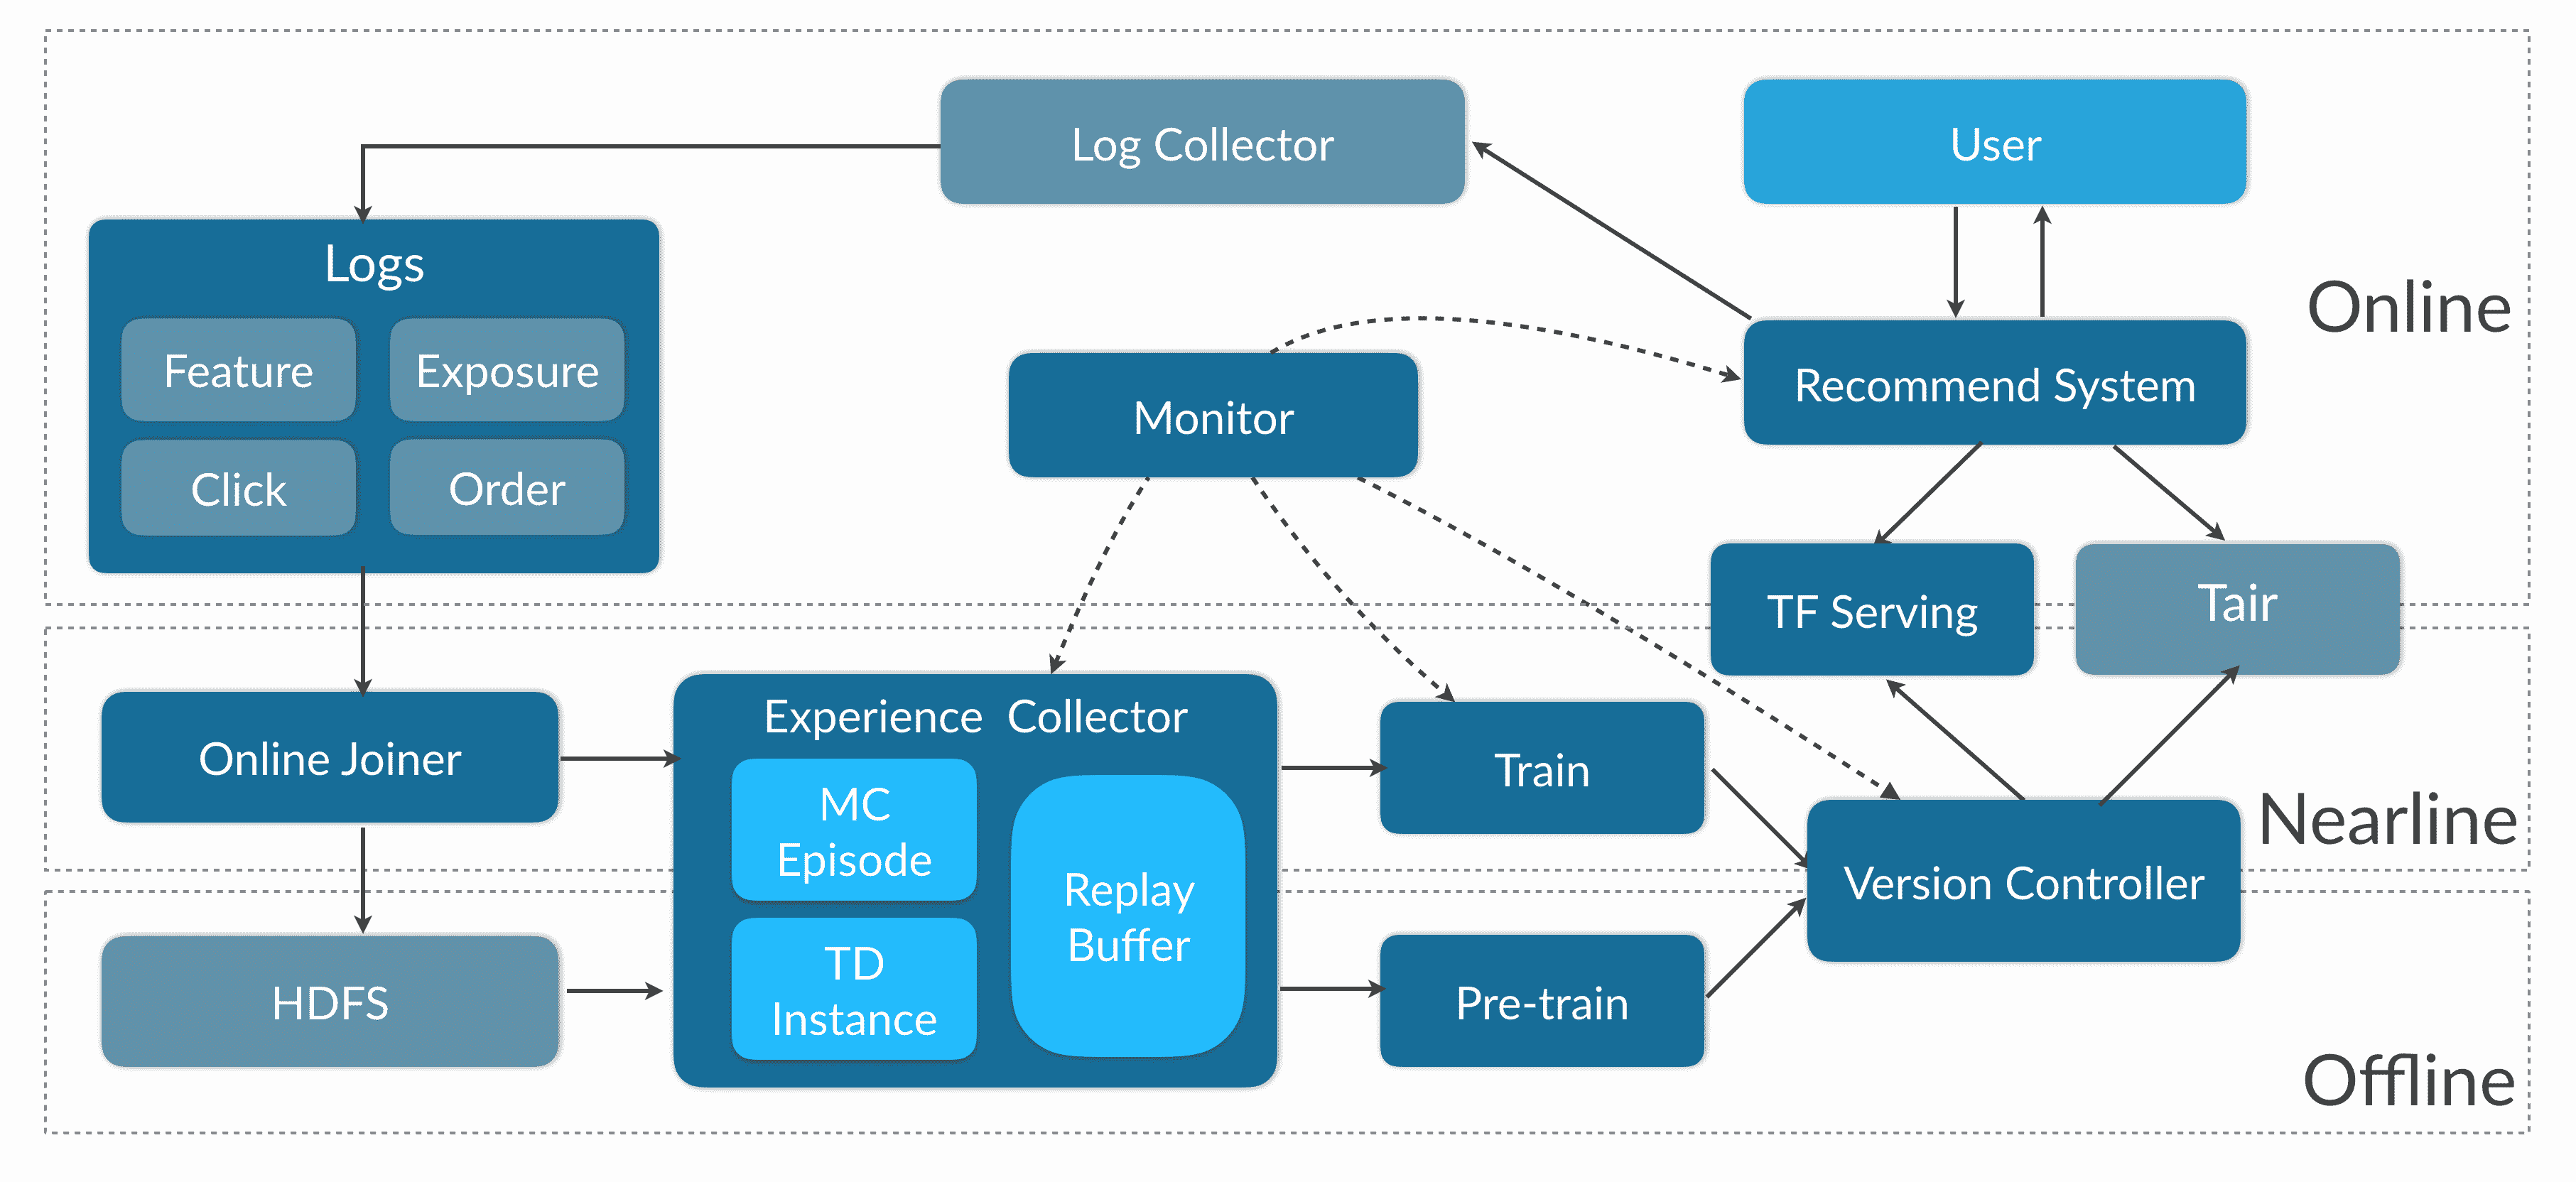 Log Collector
User
Logs
Feature
Exposure
Click
Order
Monitor
Recommend System
Online
TF Serving
Tair
Online Joiner
Experience Collector
MC
Episode
TD
Instance
Replay
Buffer
Train
Version Controller
Nearline
HDFS
Pre-train
Offline